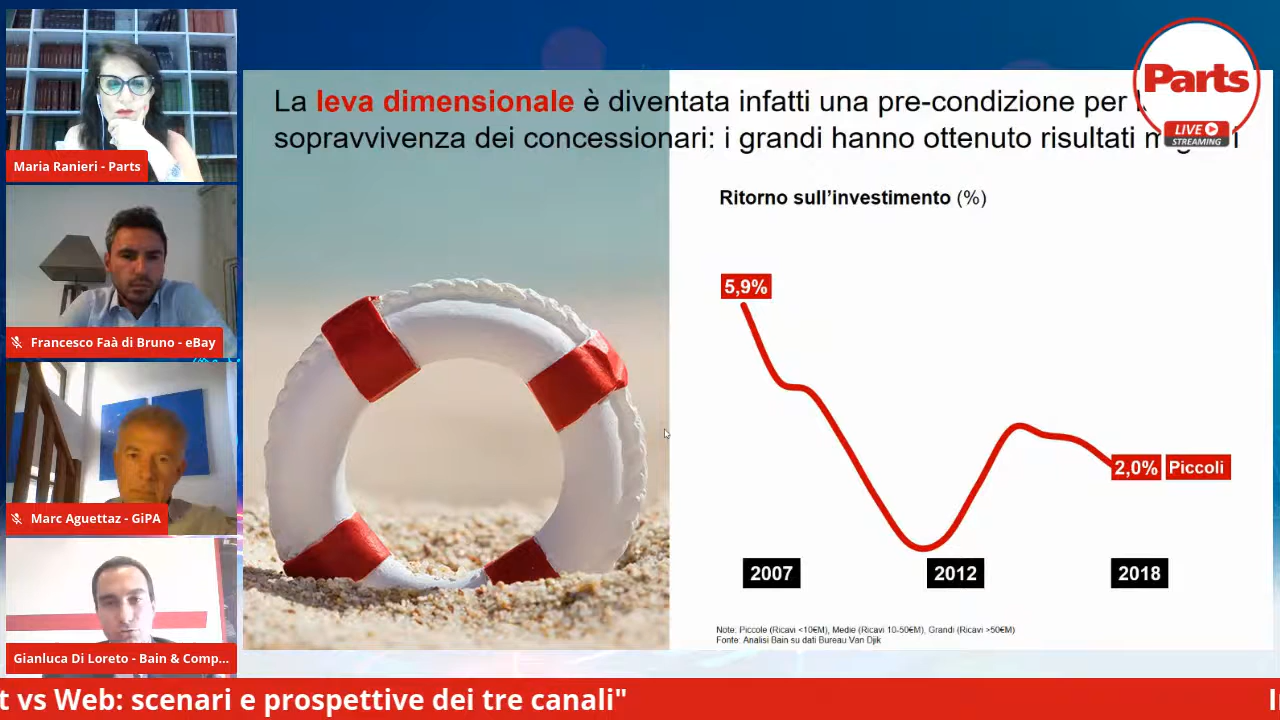 Maria Ranieri - Parts
Francesco Faà di Bruno - eBay
Marc Aguettaz - GiPA
Gianluca Di Loreto - Bain & Comp...
La leva dimensionale è diventata infatti una pre-condizione per
sopravvivenza dei concessionari: i grandi hanno ottenuto risultati
Parts
LIVE
STREAMING
Ritorno sull'investimento (%)
5,9%
2,0% Piccoli
2007 2012 2018
Note: Piccole (Ricavi <10€M), Medie (Ricavi 10-50€M), Grandi (Ricavi >50€M)
Fonte: Analisi Bain su dati Bureau Van Dijk
t vs Web: scenari e prospettive dei tre canali"